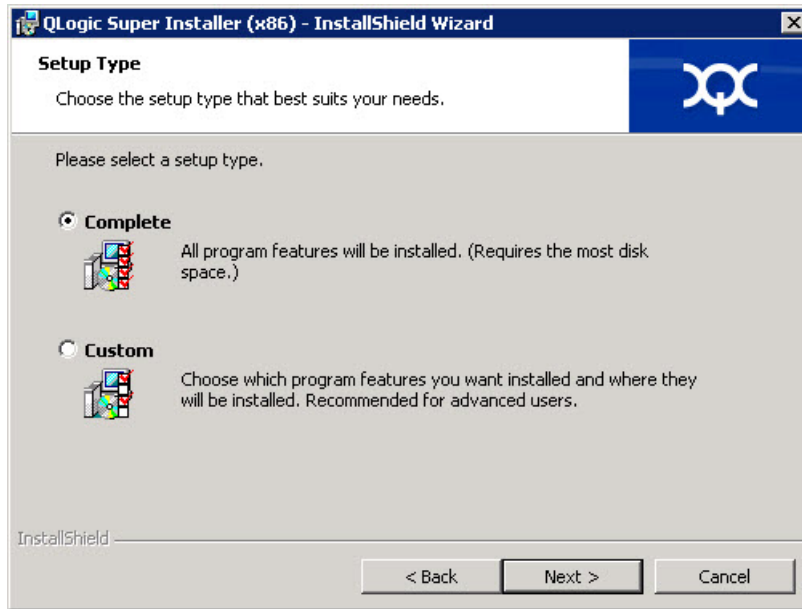 QLogic Super Installer (x86) - InstallShield Wizard
Setup Type
Choose the setup type that best suits your needs.
Please select a setup type.
Complete
All program features will be installed. (Requires the most disk
space.)
Custom
Choose which program features you want installed and where they
will be installed. Recommended for advanced users.
InstallShield
< Back
Next >
Cancel